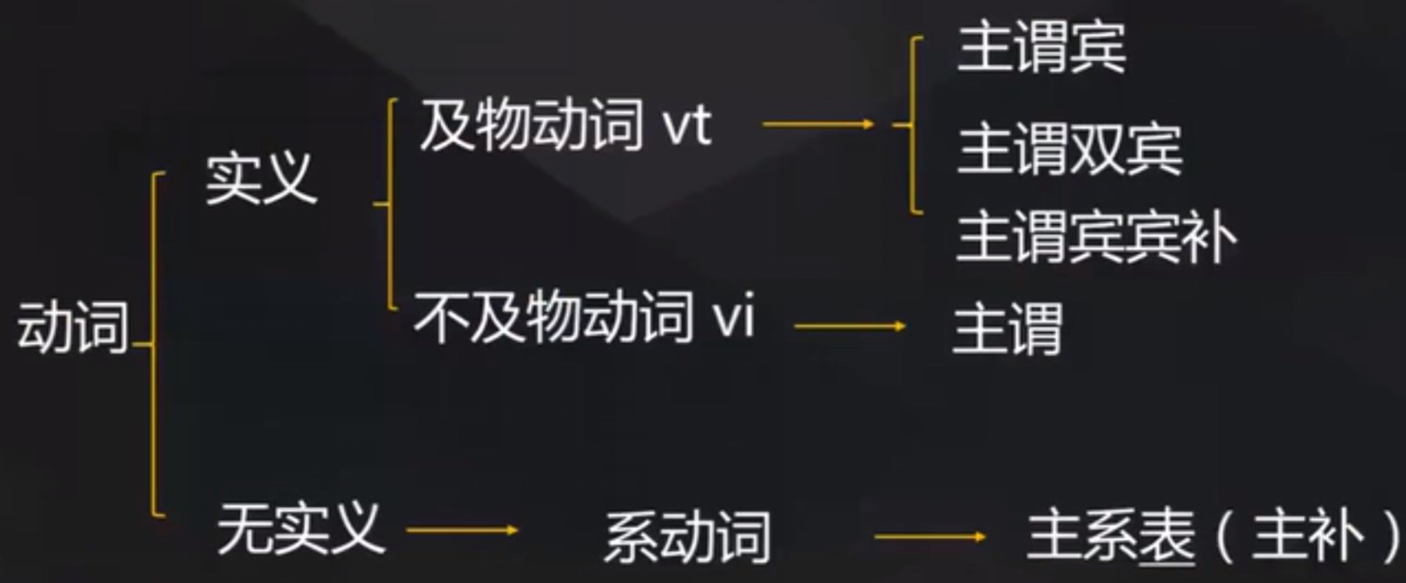 主谓宾
及物动词 vt
主谓双宾
实义
主谓宾宾补
动词
不及物动词 vi
主谓
无实义
系动词
主系表（主补）